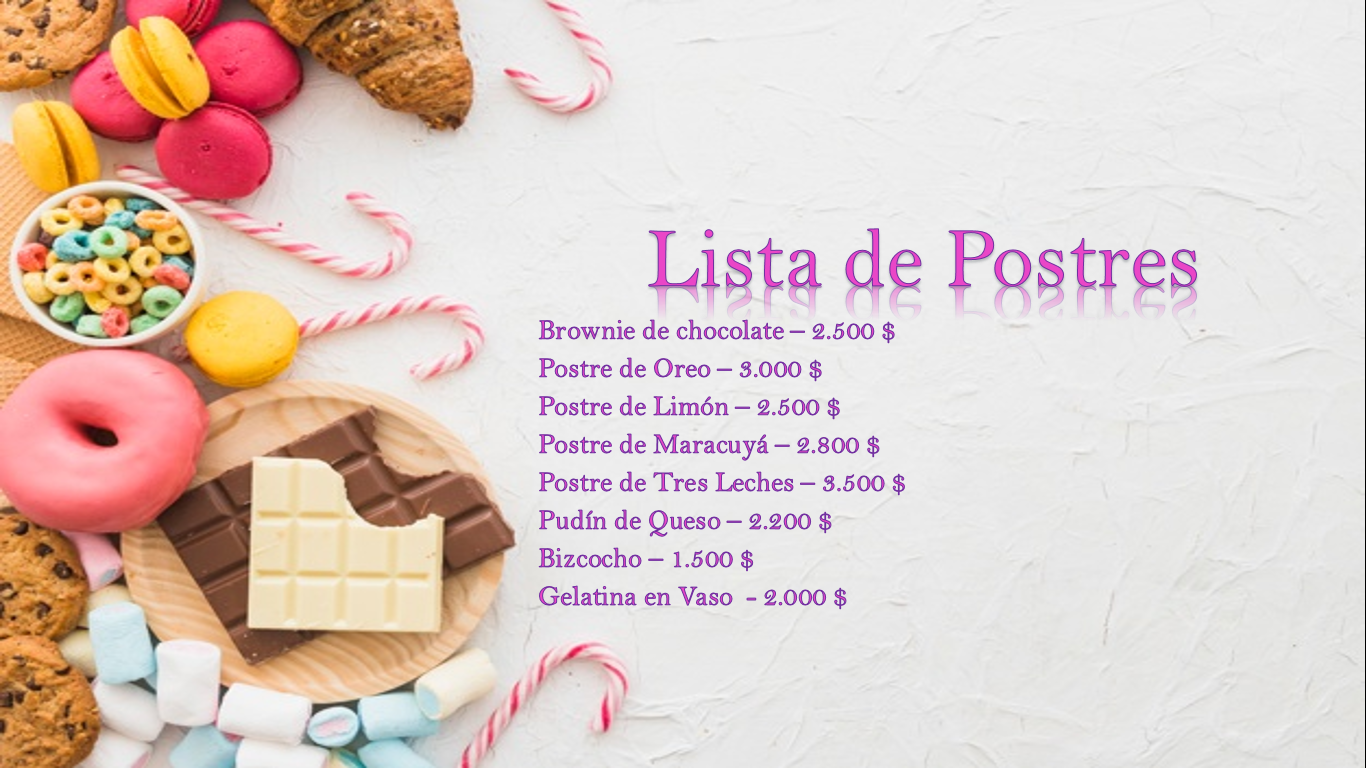 Lista de Postres
Brownie de chocolate – 2.500 $
Postre de Oreo – 3.000 $
Postre de Limón – 2.500 $
Postre de Maracuyá – 2.800 $
Postre de Tres Leches – 3.500 $
Pudín de Queso – 2.200 $
Bizcocho – 1.500 $
Gelatina en Vaso  - 2.000 $